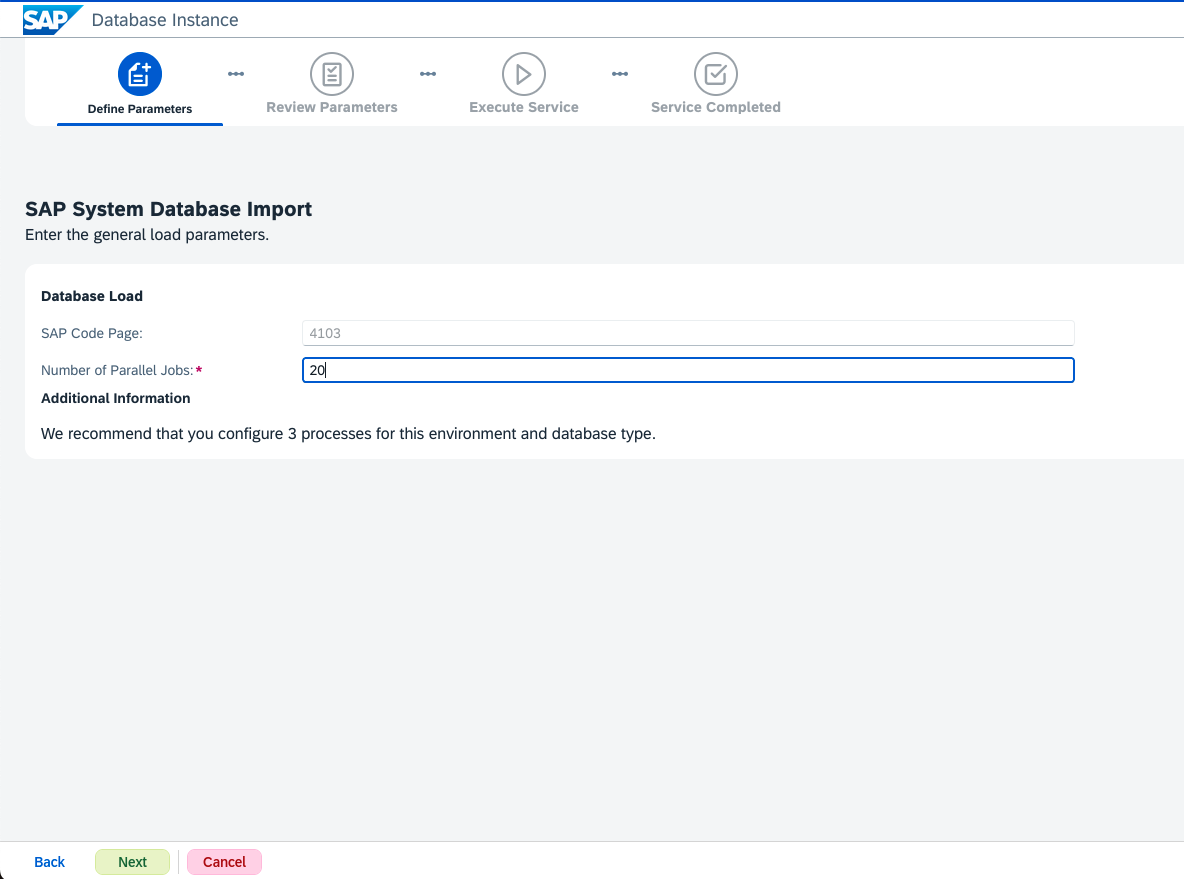 SAP Database Instance
Define Parameters
Review Parameters
Execute Service
Service Completed
SAP System Database Import
Enter the general load parameters.
Database Load
SAP Code Page: 4103
Number of Parallel Jobs:* 20
Additional Information
We recommend that you configure 3 processes for this environment and database type.
Back Next Cancel